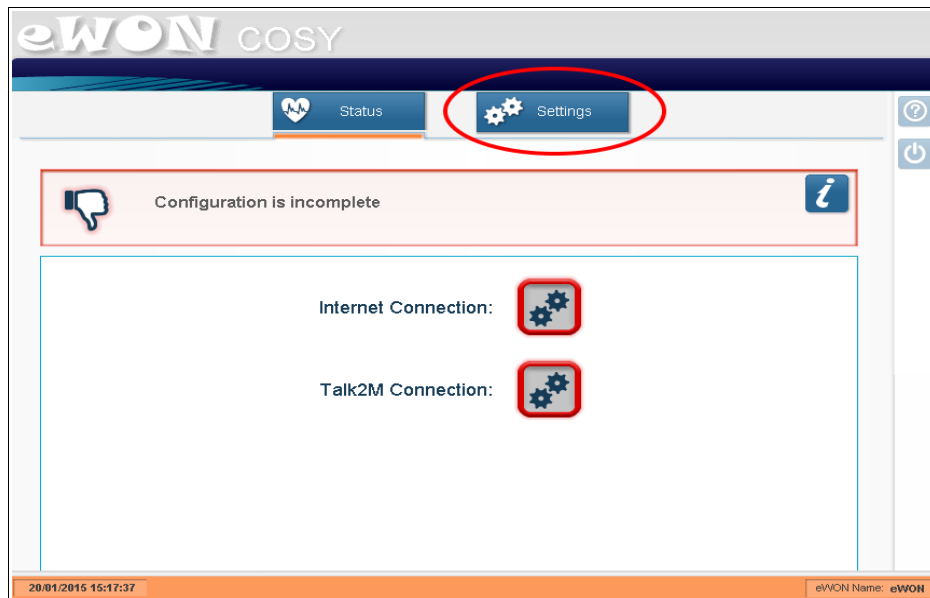 eWON COSY
Status
Settings
Configuration is incomplete
i
Internet Connection:
Talk2M Connection:
20/01/2015 15:17:37
eWON Name: eWON
?